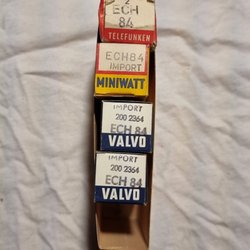 ECH
84
TELEFUNKEN
ECH84
IMPORT
MINIWATT
IMPORT
200 2364
ECH 84
VALVO
IMPORT
200 2364
ECH 84
VALVO